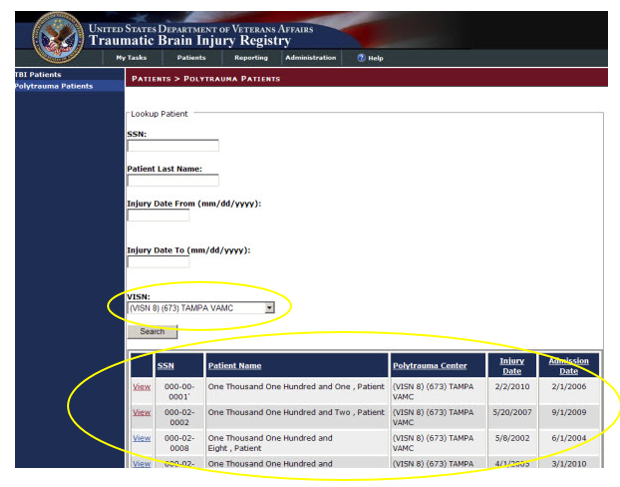 UNITED STATES DEPARTMENT OF VETERANS AFFAIRS
Traumatic Brain Injury Registry
My Tasks Patients Reporting Administration ? Help
TBI Patients
Polytrauma Patients
PATIENTS > POLYTRAUMA PATIENTS
Lookup Patient
SSN:
Patient Last Name:
Injury Date From (mm/dd/yyyy):
Injury Date To (mm/dd/yyyy):
VISN:
(VISN 8) (673) TAMPA VAMC
Search
SSN Patient Name Polytrauma Center Injury Date Admission Date
View 000-00-0001' One Thousand One Hundred and One , Patient (VISN 8) (673) TAMPA VAMC 2/2/2010 2/1/2006
View 000-02-0002 One Thousand One Hundred and Two , Patient (VISN 8) (673) TAMPA VAMC 5/20/2007 9/1/2009
View 000-02-0008 One Thousand One Hundred and Eight , Patient (VISN 8) (673) TAMPA VAMC 5/8/2002 6/1/2004
View 000-02- One Thousand One Hundred and (VISN 8) (673) TAMPA 4/1/2005 3/1/2010